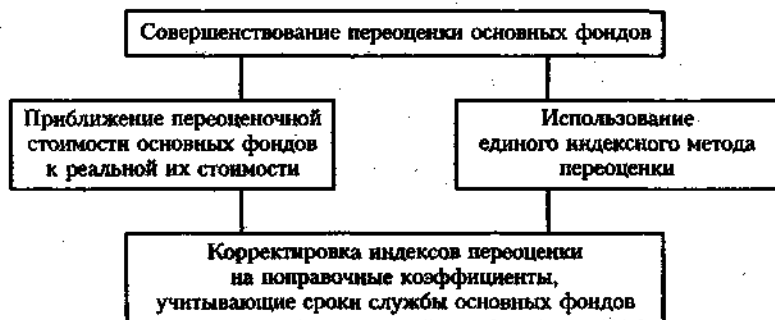 Совершенствование переоценки основных фондов
Приближение переоценочной
стоимости основных фондов
к реальной их стоимости
Использование
единого индексного метода
переоценки
Корректировка индексов переоценки
на поправочные коэффициенты,
учитывающие сроки службы основных фондов